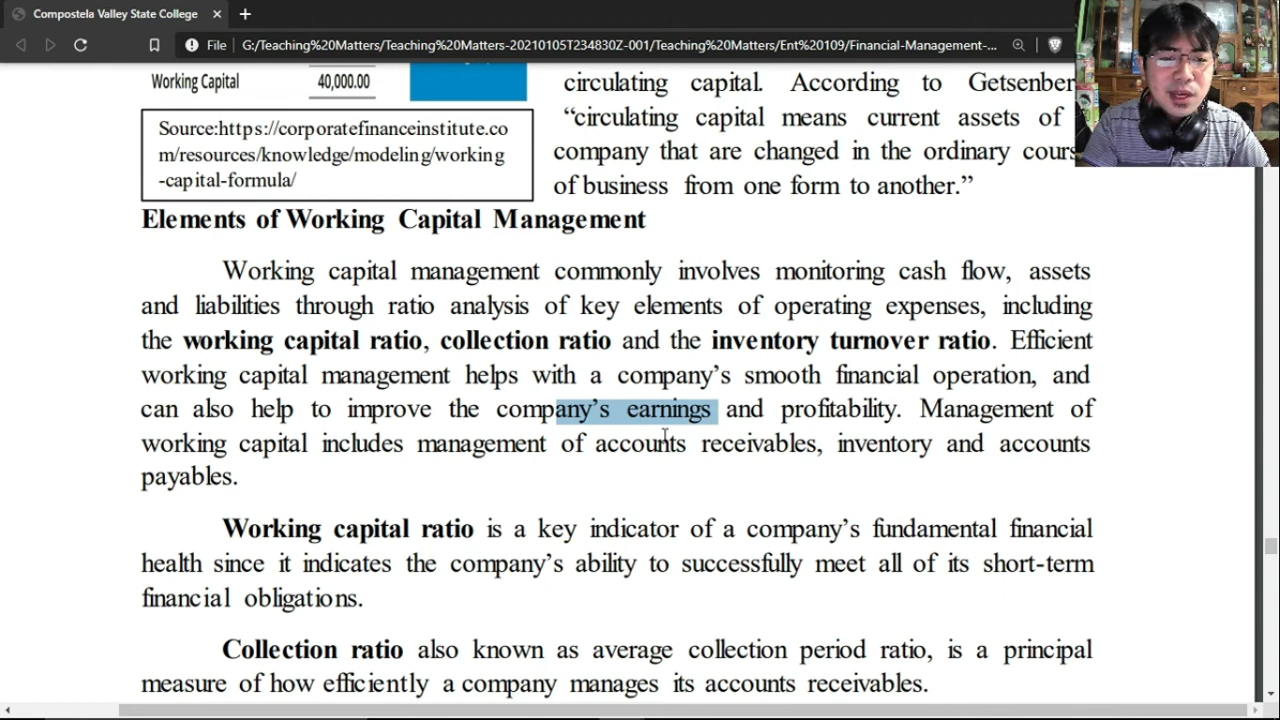 Compostela Valley State College
File G:/Teaching%20Matters/Teaching%20Matters-20210105T234830Z-001/Teaching%20Matters/Ent%20109/Financial-Management-...
Working Capital 40,000.00
Source:https://corporatefinanceinstitute.co
m/resources/knowledge/modeling/working
-capital-formula/
circulating capital. According to Getsenber
“circulating capital means current assets of
company that are changed in the ordinary cours
of business from one form to another.”
Elements of Working Capital Management
Working capital management commonly involves monitoring cash flow, assets
and liabilities through ratio analysis of key elements of operating expenses, including
the working capital ratio, collection ratio and the inventory turnover ratio. Efficient
working capital management helps with a company’s smooth financial operation, and
can also help to improve the company’s earnings and profitability. Management of
working capital includes management of accounts receivables, inventory and accounts
payables.
Working capital ratio is a key indicator of a company’s fundamental financial
health since it indicates the company’s ability to successfully meet all of its short-term
financial obligations.
Collection ratio also known as average collection period ratio, is a principal
measure of how efficiently a company manages its accounts receivables.